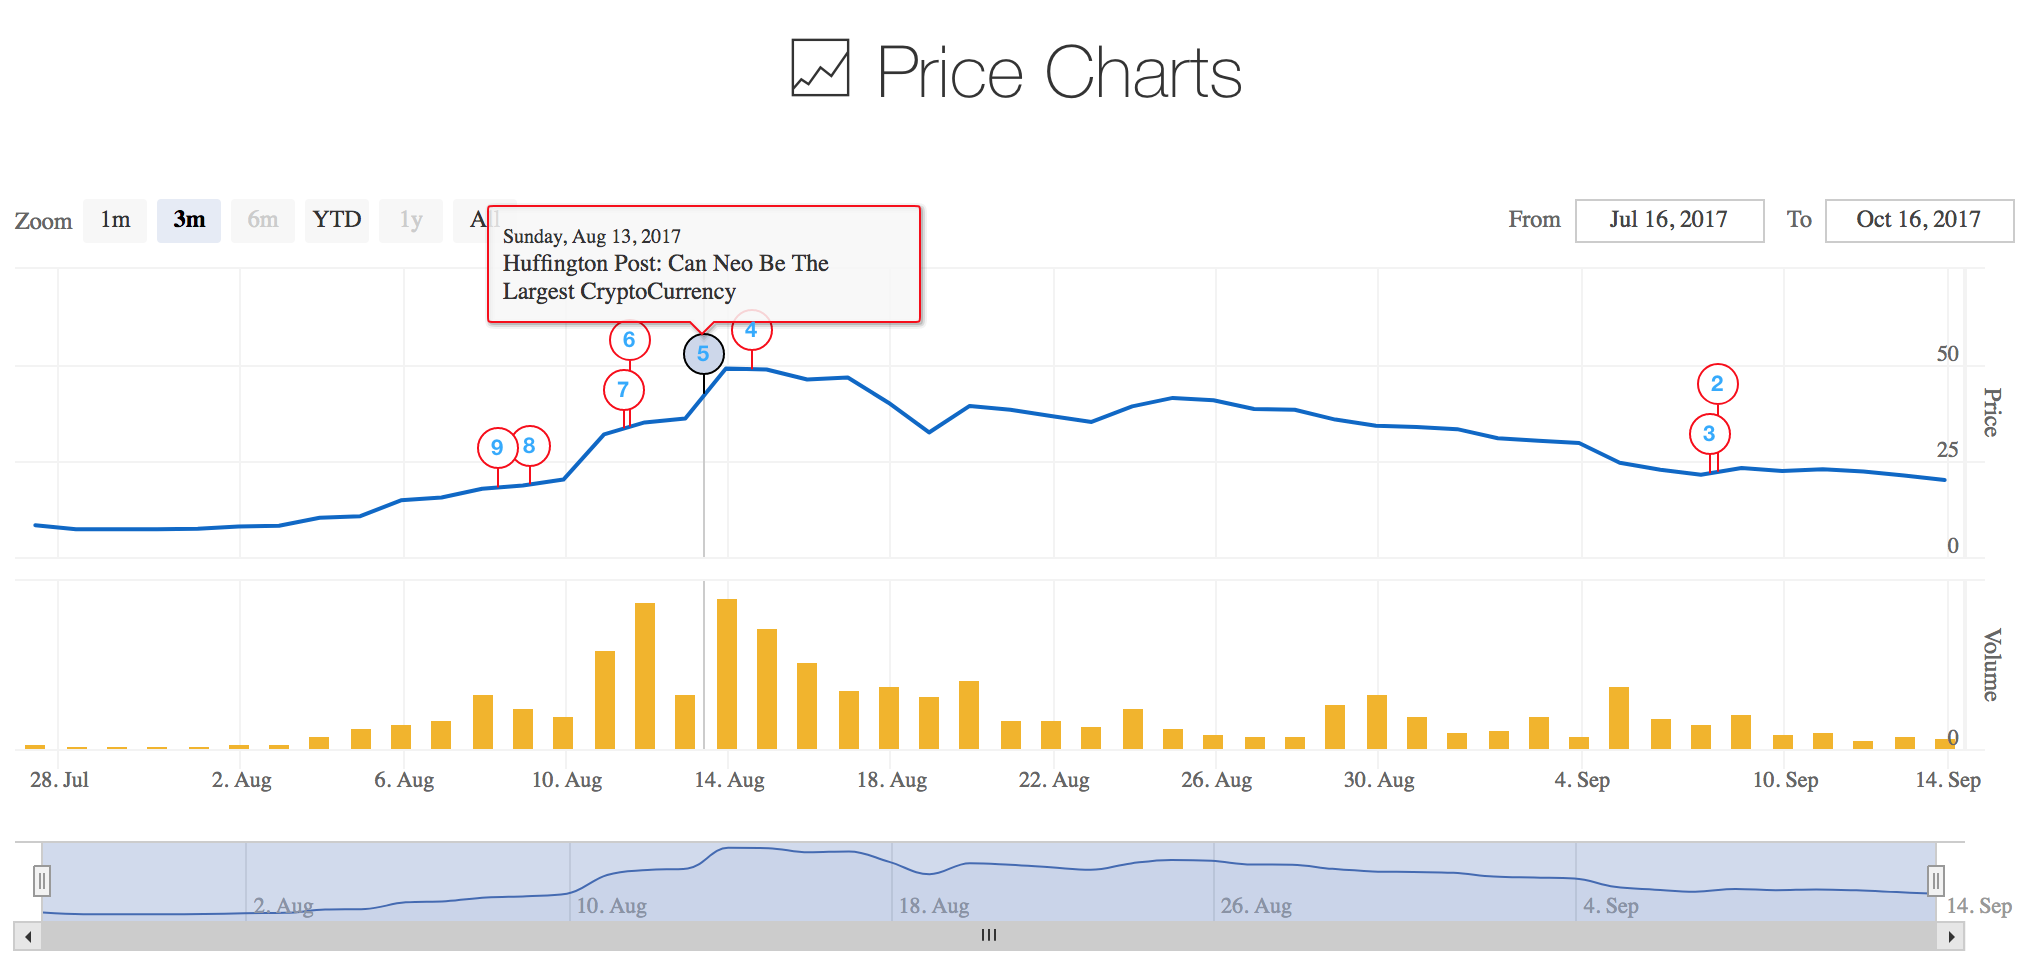 Price Charts
Zoom 1m 3m 6m YTD 1y All
From Jul 16, 2017 To Oct 16, 2017
Sunday, Aug 13, 2017
Huffington Post: Can Neo Be The
Largest CryptoCurrency
6
4
5
7
2
3
9
8
50
25
0
Price
Volume
0
28. Jul 2. Aug 6. Aug 10. Aug 14. Aug 18. Aug 22. Aug 26. Aug 30. Aug 4. Sep 10. Sep 14. Sep
2. Aug 10. Aug 18. Aug 26. Aug 4. Sep 14. Sep